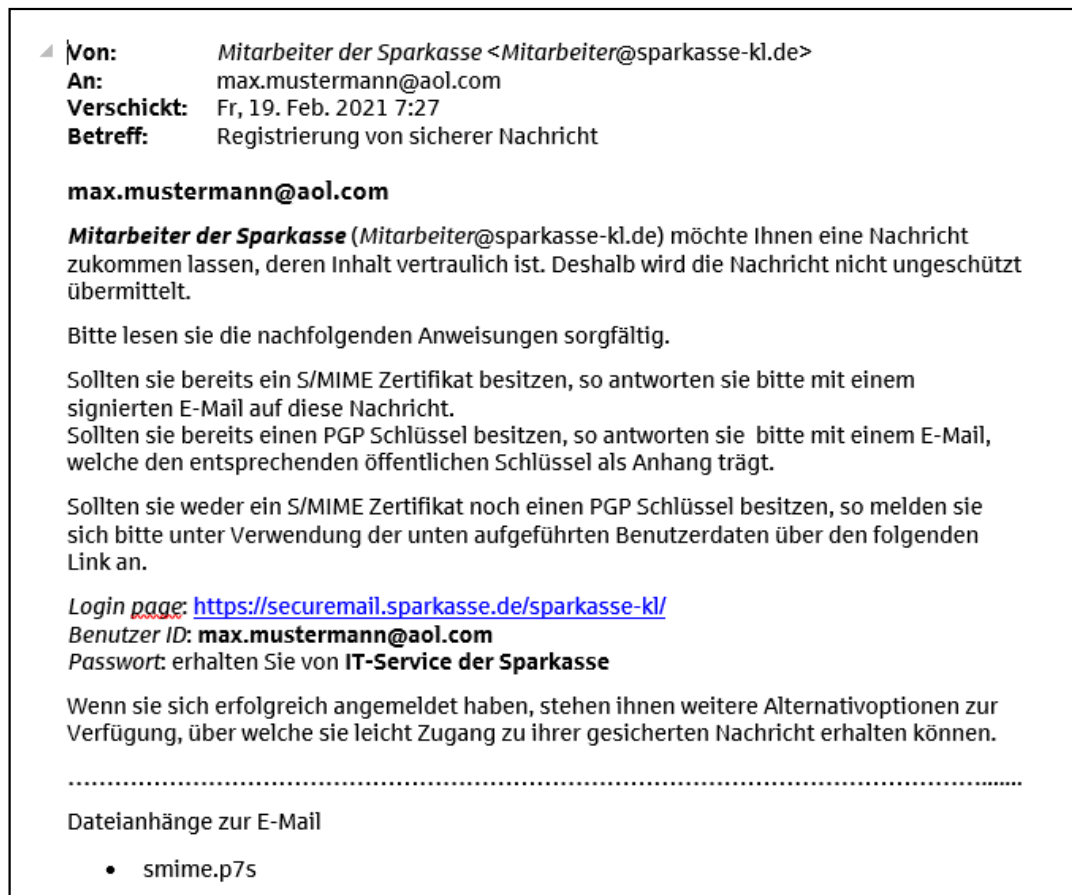 Von: Mitarbeiter der Sparkasse <Mitarbeiter@sparkasse-kl.de>
An: max.mustermann@aol.com
Verschickt: Fr, 19. Feb. 2021 7:27
Betreff: Registrierung von sicherer Nachricht
max.mustermann@aol.com
Mitarbeiter der Sparkasse (Mitarbeiter@sparkasse-kl.de) möchte Ihnen eine Nachricht
zukommen lassen, deren Inhalt vertraulich ist. Deshalb wird die Nachricht nicht ungeschützt
übermittelt.
Bitte lesen sie die nachfolgenden Anweisungen sorgfältig.
Sollten sie bereits ein S/MIME Zertifikat besitzen, so antworten sie bitte mit einem
signierten E-Mail auf diese Nachricht.
Sollten sie bereits einen PGP Schlüssel besitzen, so antworten sie  bitte mit einem E-Mail,
welche den entsprechenden öffentlichen Schlüssel als Anhang trägt.
Sollten sie weder ein S/MIME Zertifikat noch einen PGP Schlüssel besitzen, so melden sie
sich bitte unter Verwendung der unten aufgeführten Benutzerdaten über den folgenden
Link an.
Login page: https://securemail.sparkasse.de/sparkasse-kl/
Benutzer ID: max.mustermann@aol.com
Passwort: erhalten Sie von IT-Service der Sparkasse
Wenn sie sich erfolgreich angemeldet haben, stehen ihnen weitere Alternativoptionen zur
Verfügung, über welche sie leicht Zugang zu ihrer gesicherten Nachricht erhalten können.
Dateianhänge zur E-Mail
• smime.p7s